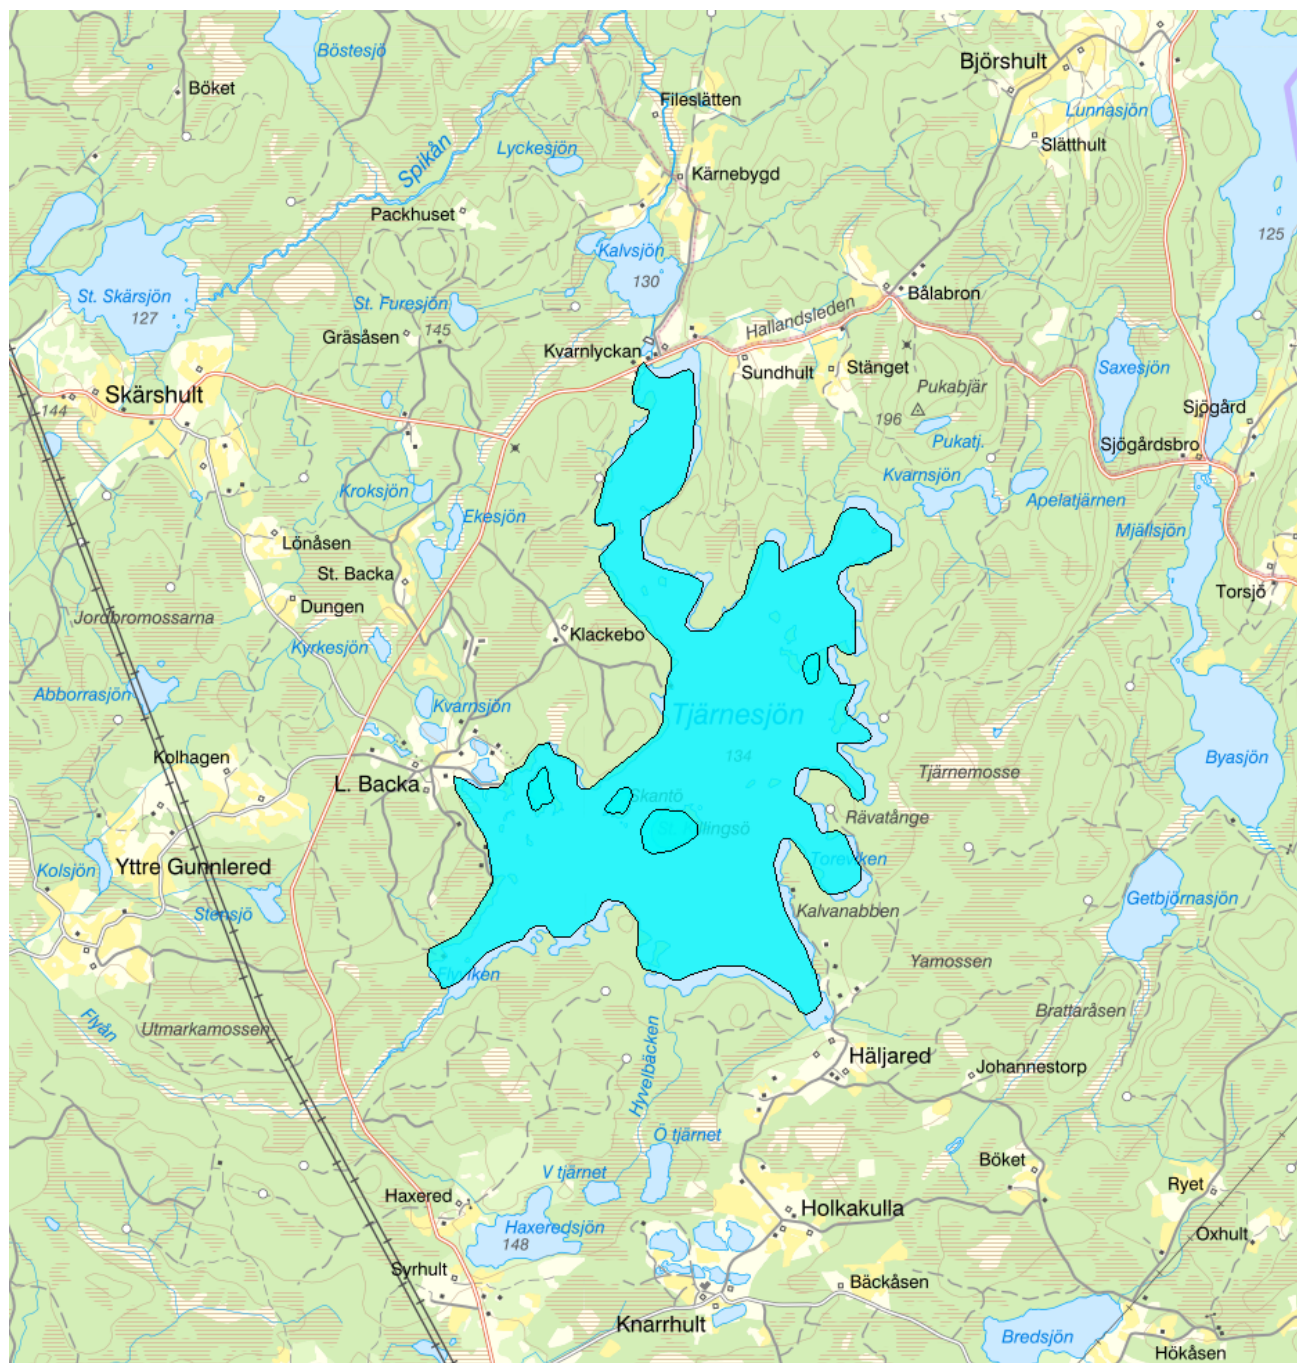 Böstesjö
Björshult
Böket
Fileslätten
Lunnasjön
Slätthult
Lyckesjön
Spikån
Kärnebygd
Packhuset
125
Kalvsjön
130
St. Skärsjön
127
St. Furesjön
145
Gräsåsen
Bålabron
Hallandsleden
Kvarnlyckan
Sundhult
Stänget
Saxesjön
Pukabjär
Skärshult
144
196
Sjögård
Pukatj.
Sjögårdsbro
Kvarnsjön
Kroksjön
Apelatjärnen
Ekesjön
Mjällsjön
Lönåsen
St. Backa
Dungen
Torsjö
Jordbromossarna
Klackebo
Kyrkesjön
Abborrasjön
Kvarnsjön
Tjärnesjön
134
Kolhagen
Byasjön
Tjärnemosse
L. Backa
Skantö
Rävatånge
St. Killingsö
Toreviken
Kolsjön
Yttre Gunnlered
Getbjörnasjön
Stensjö
Kalvanabben
Yamossen
Flyviken
Flyån
Utmarkamossen
Brattaråsen
Häljared
Johannestorp
Hyvelbäcken
Ö tjärnet
V tjärnet
Böket
Ryet
Haxered
Holkakulla
Haxeredsjön
148
Oxhult
Syrhult
Bäckåsen
Knarrhult
Bredsjön
Hökåsen